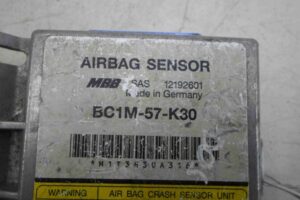 AIRBAG SENSOR
MBB SAS 12192601
Made in Germany
BC1M-57-K30
WARNING AIR BAG CRASH SENSOR UNIT